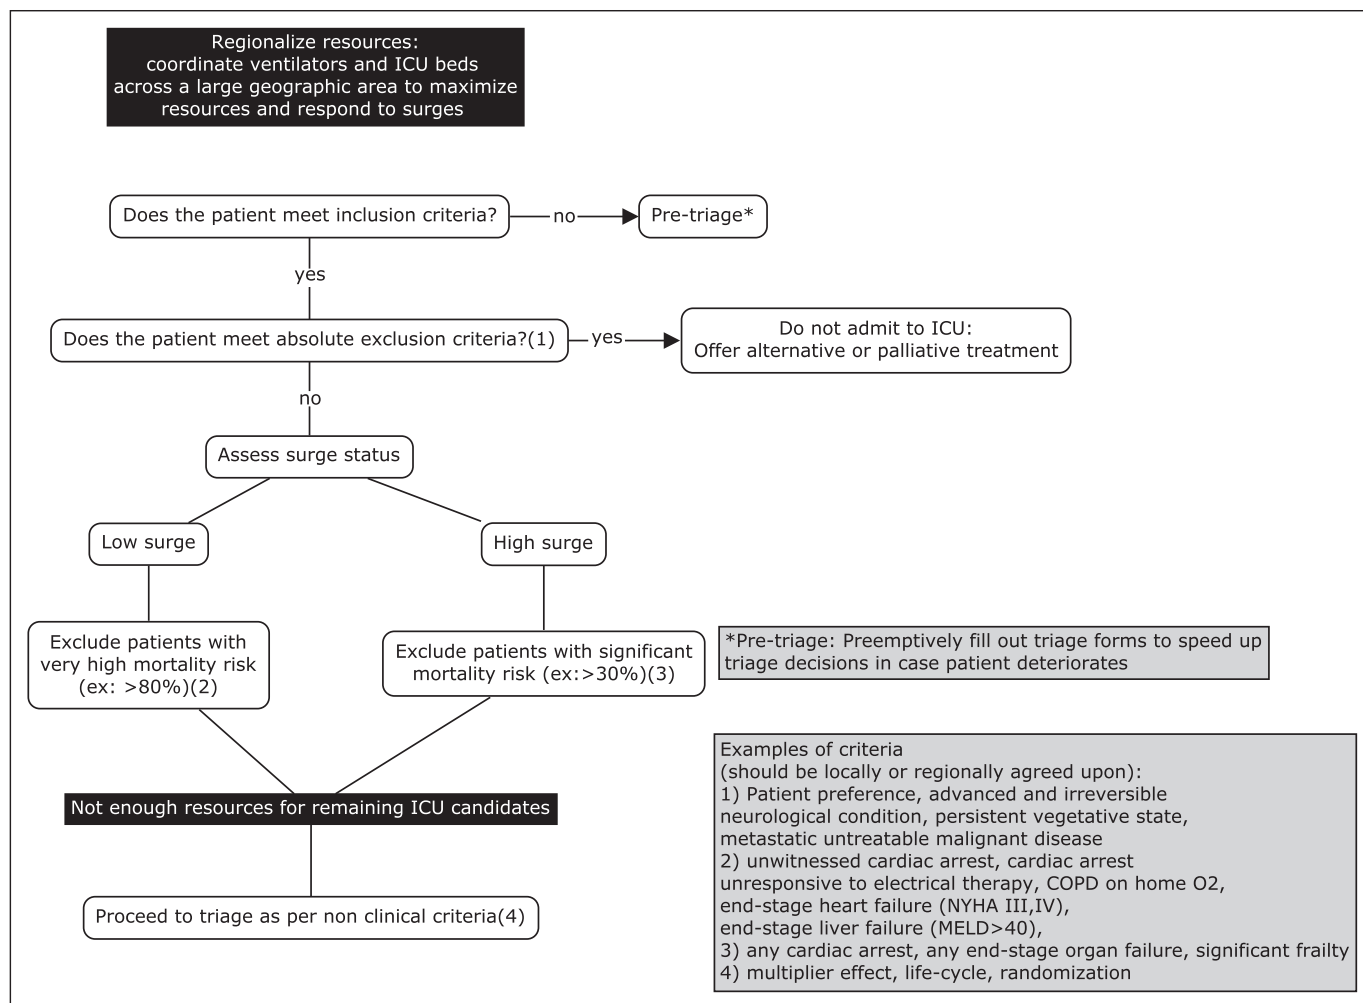 Regionalize resources:
coordinate ventilators and ICU beds
across a large geographic area to maximize
resources and respond to surges
Does the patient meet inclusion criteria?
no
Pre-triage*
yes
Does the patient meet absolute exclusion criteria?(1)
yes
Do not admit to ICU:
Offer alternative or palliative treatment
no
Assess surge status
Low surge
High surge
Exclude patients with
very high mortality risk
(ex: >80%)(2)
Exclude patients with significant
mortality risk (ex:>30%)(3)
*Pre-triage: Preemptively fill out triage forms to speed up
triage decisions in case patient deteriorates
Not enough resources for remaining ICU candidates
Proceed to triage as per non clinical criteria(4)
Examples of criteria
(should be locally or regionally agreed upon):
1) Patient preference, advanced and irreversible
neurological condition, persistent vegetative state,
metastatic untreatable malignant disease
2) unwitnessed cardiac arrest, cardiac arrest
unresponsive to electrical therapy, COPD on home O2,
end-stage heart failure (NYHA III,IV),
end-stage liver failure (MELD>40),
3) any cardiac arrest, any end-stage organ failure, significant frailty
4) multiplier effect, life-cycle, randomization